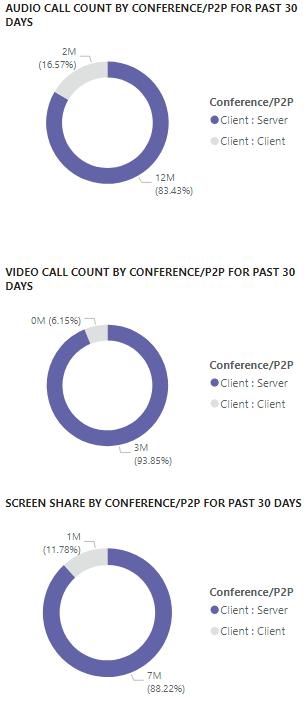 AUDIO CALL COUNT BY CONFERENCE/P2P FOR PAST 30
DAYS
2M
(16.57%)
Conference/P2P
Client : Server
Client : Client
12M
(83.43%)
VIDEO CALL COUNT BY CONFERENCE/P2P FOR PAST 30
DAYS
0M (6.15%)
Conference/P2P
Client : Server
Client : Client
3M
(93.85%)
SCREEN SHARE BY CONFERENCE/P2P FOR PAST 30 DAYS
1M
(11.78%)
Conference/P2P
Client : Server
Client : Client
7M
(88.22%)